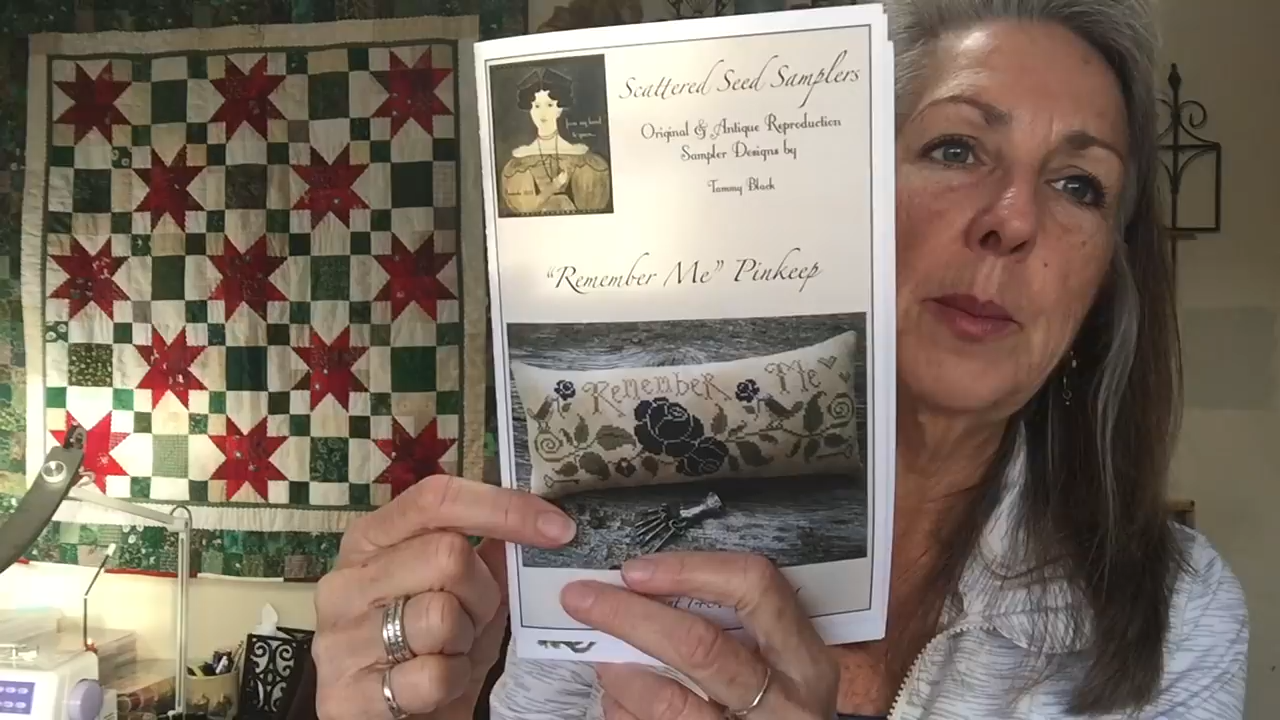 Scattered Seed Samplers
Original & Antique Reproduction
Sampler Designs by
Tammy Black
"Remember Me" Pinkeep
Remember Me